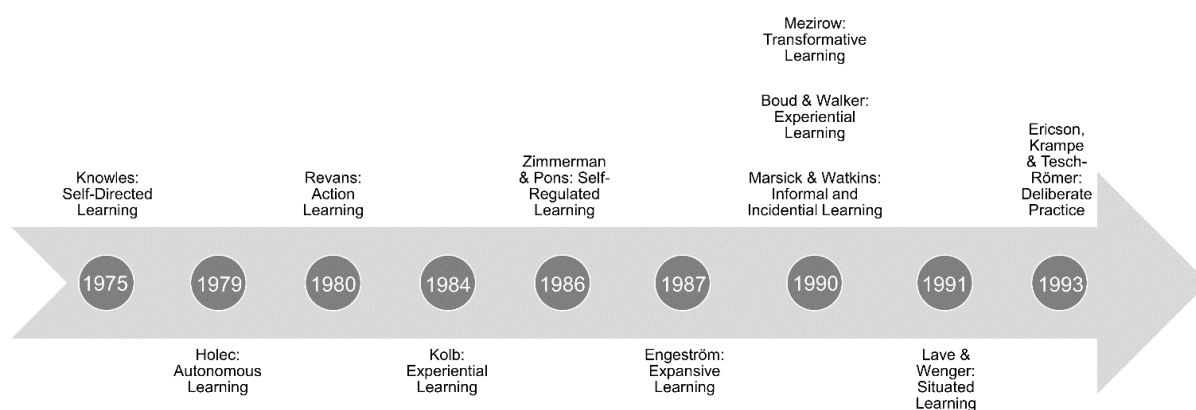 Mezirow:
Transformative
Learning
Boud & Walker:
Experiential
Learning
Knowles:
Self-Directed
Learning
Revans:
Action
Learning
Zimmerman
& Pons: Self-
Regulated
Learning
Marsick & Watkins:
Informal and
Incidential Learning
Ericson,
Krampe
& Tesch-
Römer:
Deliberate
Practice
1975
1979
1980
1984
1986
1987
1990
1991
1993
Holec:
Autonomous
Learning
Kolb:
Experiential
Learning
Engeström:
Expansive
Learning
Lave &
Wenger:
Situated
Learning